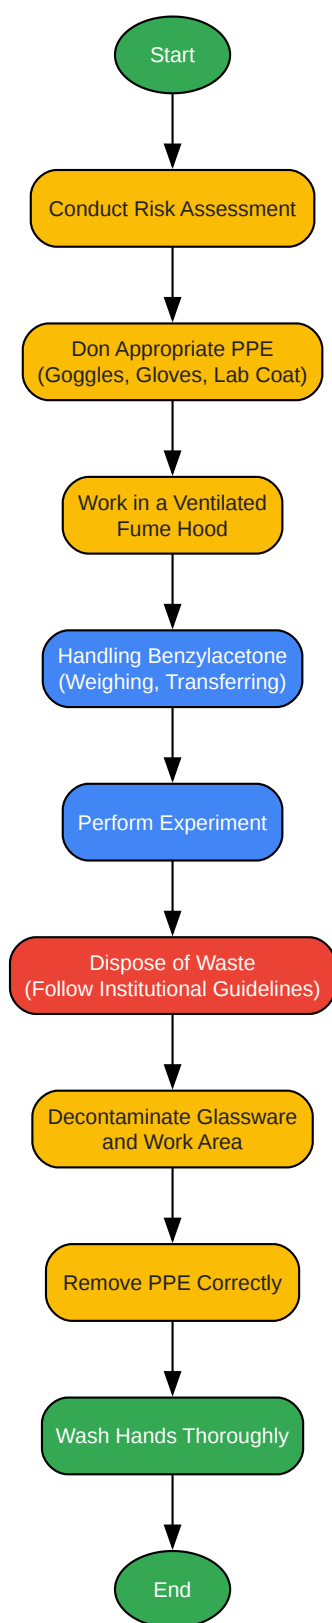 Start
Conduct Risk Assessment
Don Appropriate PPE
(Goggles, Gloves, Lab Coat)
Work in a Ventilated
Fume Hood
Handling Benzylacetone
(Weighing, Transferring)
Perform Experiment
Dispose of Waste
(Follow Institutional Guidelines)
Decontaminate Glassware
and Work Area
Remove PPE Correctly
Wash Hands Thoroughly
End